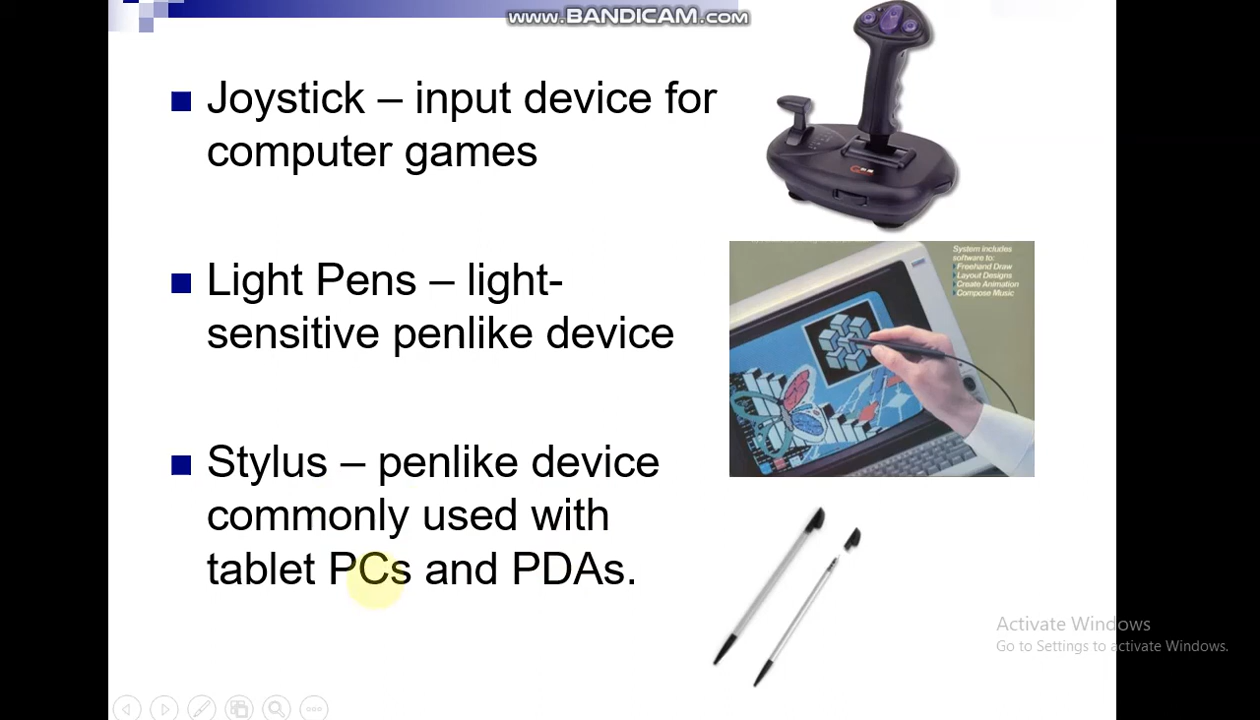 www.BANDICAM.com
Joystick – input device for
computer games
System includes
software to:
Freehand Draw
Layout Designs
Create Animation
Compose Music
Light Pens – light-
sensitive penlike device
Stylus – penlike device
commonly used with
tablet PCs and PDAs.
Activate Windows
Go to Settings to activate Windows.